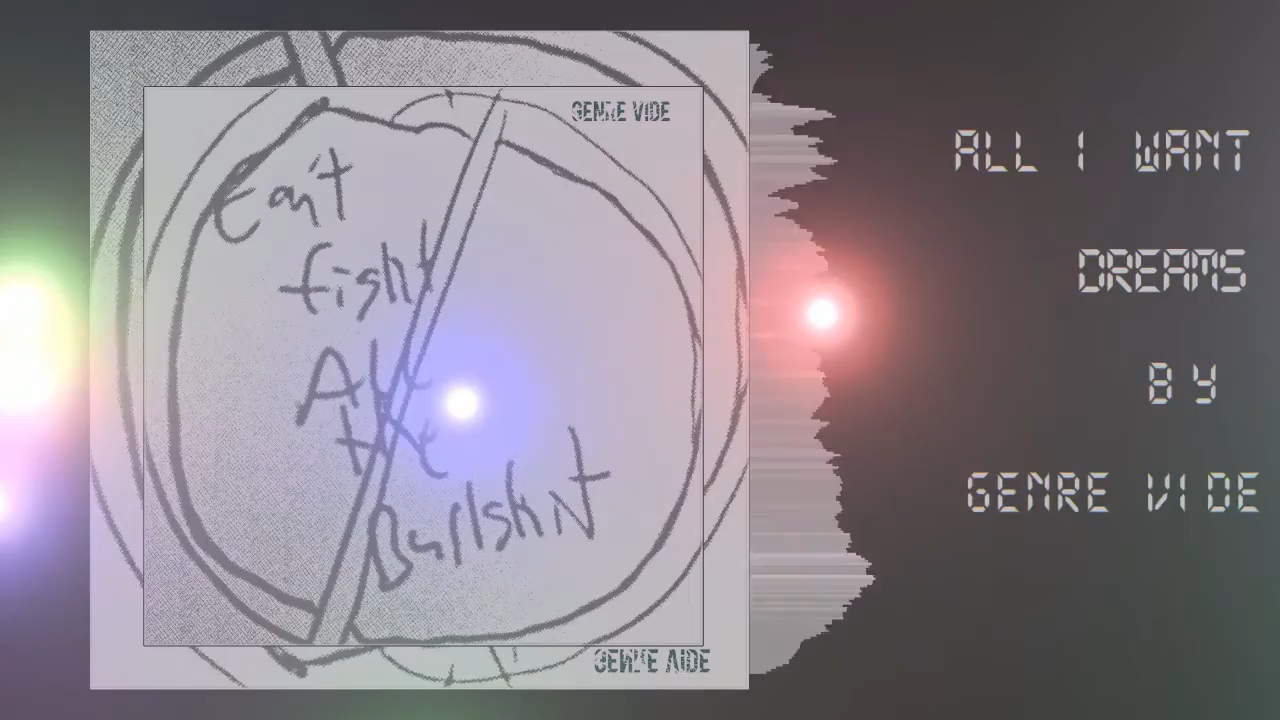 GENRE VIDE
Can't
fight
All
the
Bullshit
GENRE VIDE
ALL I WANT
DREAMS
BY
GENRE VIDE